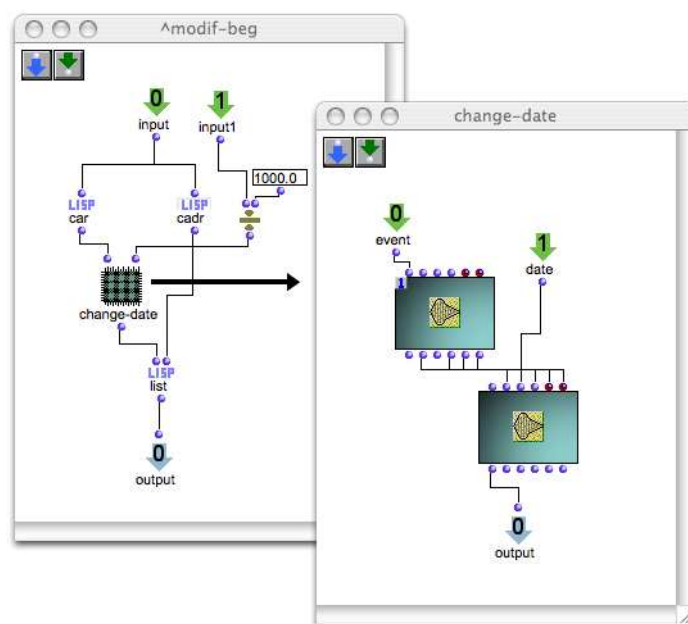 ^modif-beg
0
1
input
input1
1000.0
LISP
car
LISP
cadr
change-date
LISP
list
0
output
change-date
0
event
1
date
1
0
output